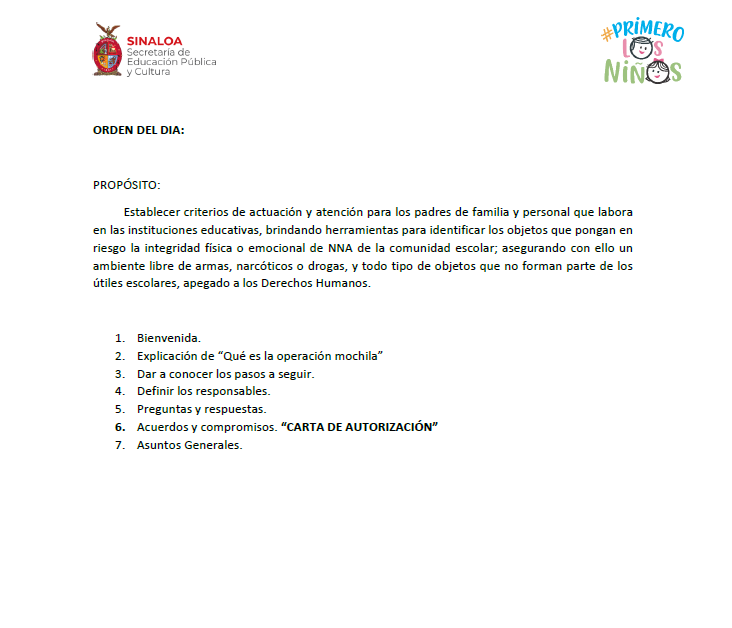 SINALOA
Secretaría de
Educación Pública
y Cultura
#PRiMERO
LOS
NiÑOS
ORDEN DEL DIA:
PROPÓSITO:
Establecer criterios de actuación y atención para los padres de familia y personal que labora
en las instituciones educativas, brindando herramientas para identificar los objetos que pongan en
riesgo la integridad física o emocional de NNA de la comunidad escolar; asegurando con ello un
ambiente libre de armas, narcóticos o drogas, y todo tipo de objetos que no forman parte de los
útiles escolares, apegado a los Derechos Humanos.
1. Bienvenida.
2. Explicación de “Qué es la operación mochila”
3. Dar a conocer los pasos a seguir.
4. Definir los responsables.
5. Preguntas y respuestas.
6. Acuerdos y compromisos. “CARTA DE AUTORIZACIÓN”
7. Asuntos Generales.